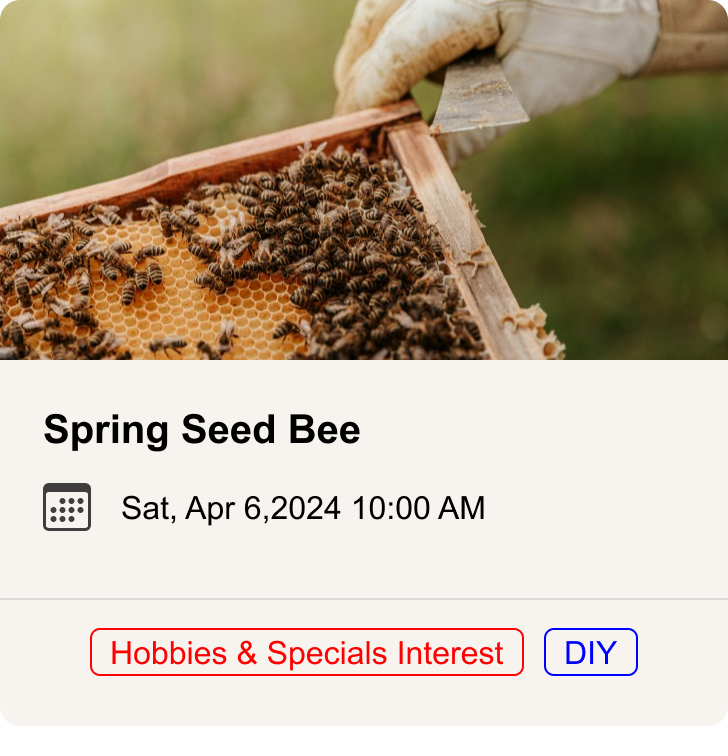 Spring Seed Bee
Sat, Apr 6,2024 10:00 AM
Hobbies & Specials Interest DIY